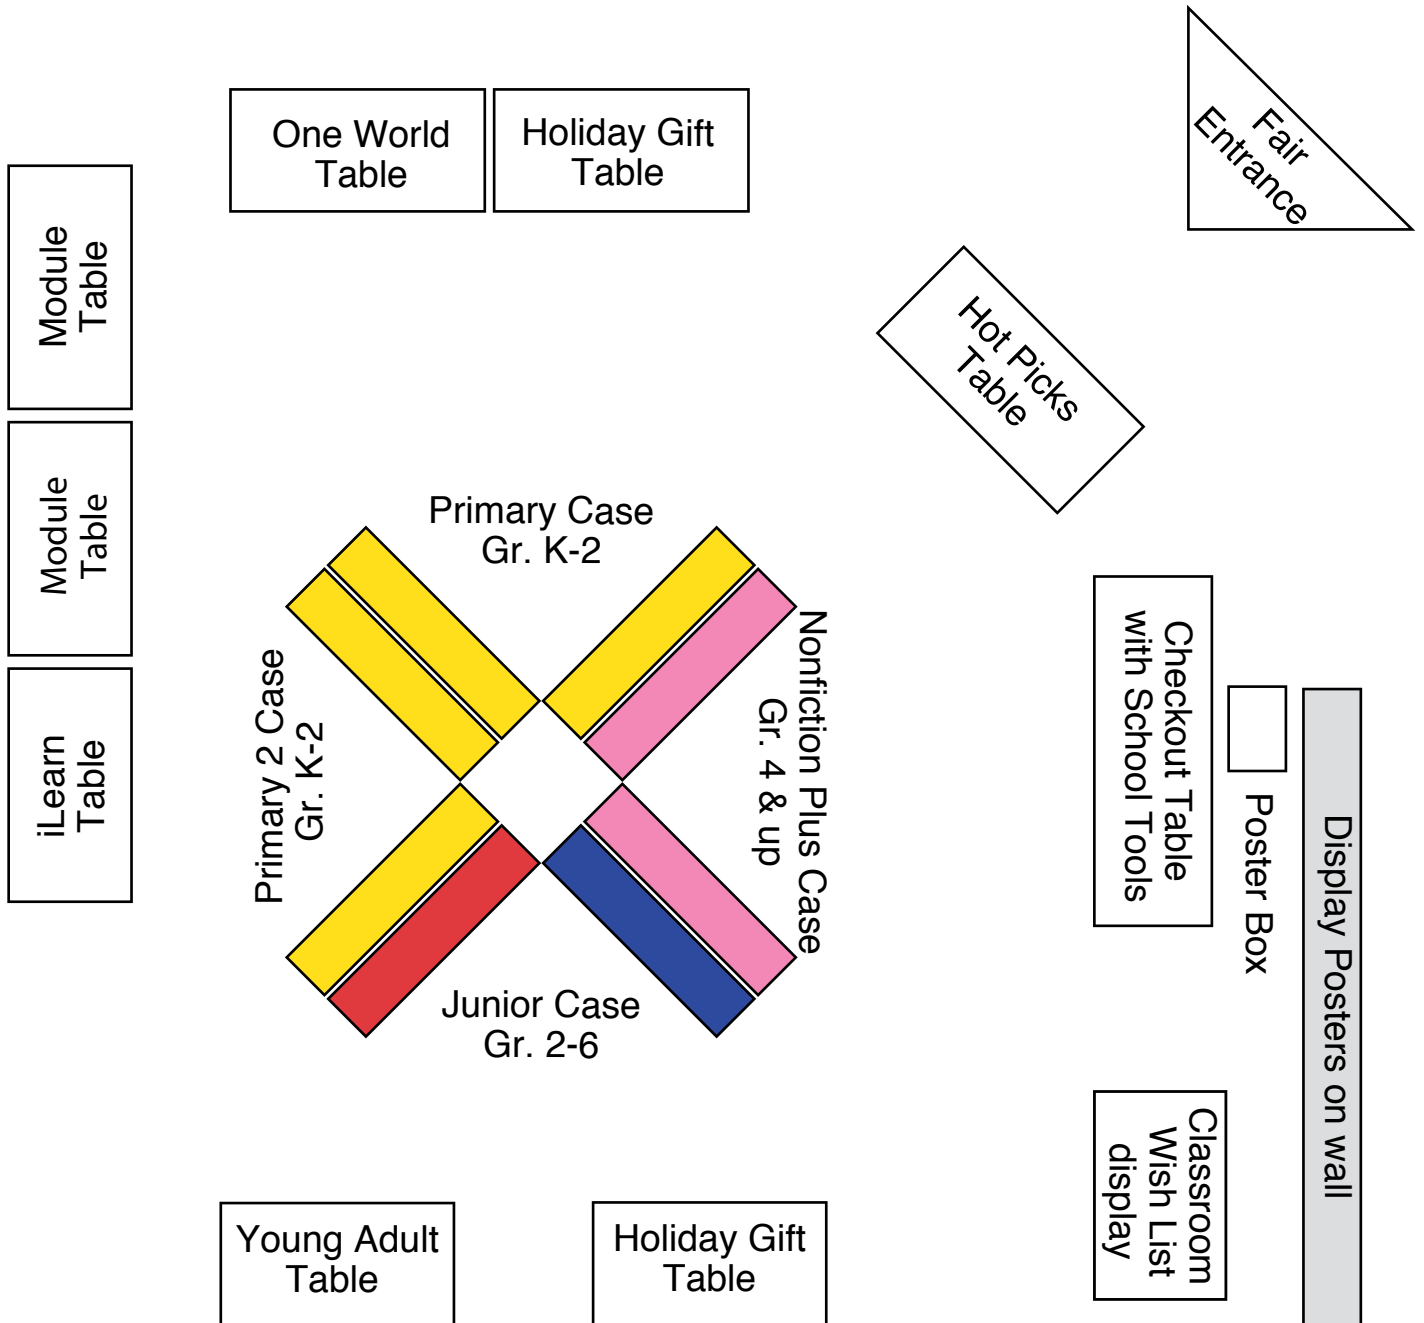 One World
Table
Holiday Gift
Table
Fair
Entrance
Module
Table
Hot Picks
Table
Module
Table
Primary Case
Gr. K-2
iLearn
Table
Primary 2 Case
Gr. K-2
Nonfiction Plus Case
Gr. 4 & up
Checkout Table
with School Tools
Poster Box
Display Posters on wall
Junior Case
Gr. 2-6
Classroom
Wish List
display
Young Adult
Table
Holiday Gift
Table